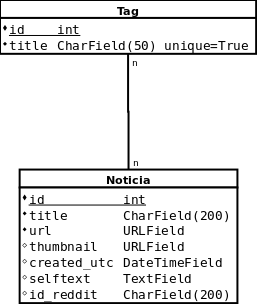 Tag
id int
title CharField(50) unique=True
n
n
Noticia
id int
title CharField(200)
url URLField
thumbnail URLField
created_utc DateTimeField
selftext TextField
id_reddit CharField(200)